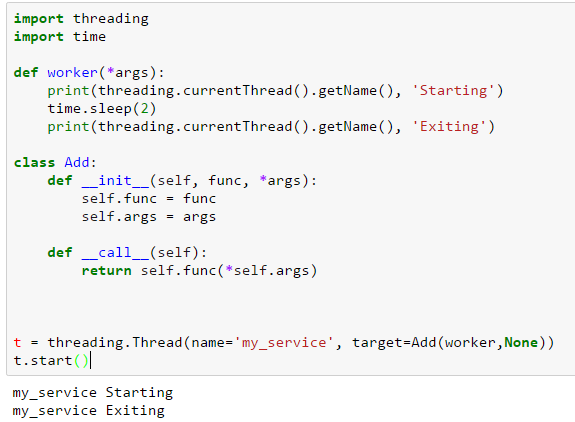 import threading
import time
def worker(*args):
    print(threading.currentThread().getName(), 'Starting')
    time.sleep(2)
    print(threading.currentThread().getName(), 'Exiting')
class Add:
    def __init__(self, func, *args):
        self.func = func
        self.args = args
    def __call__(self):
        return self.func(*self.args)
t = threading.Thread(name='my_service', target=Add(worker,None))
t.start()
my_service Starting
my_service Exiting